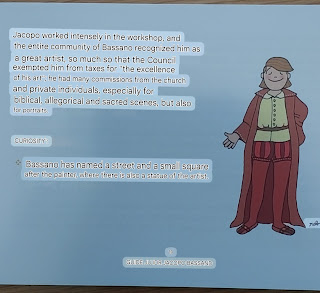 Jacopo worked intensely in the workshop, and
the entire community of Bassano recognized him as
a great artist, so much so that the Council
exempted him from taxes for "the excellence
of his art", he had many commissions from the church
and private individuals, especially for
biblical, allegorical and sacred scenes, but also
for portraits.
CURIOSITY:
Bassano has named a street and a small square
after the painter, where there is also a statue of the artist.